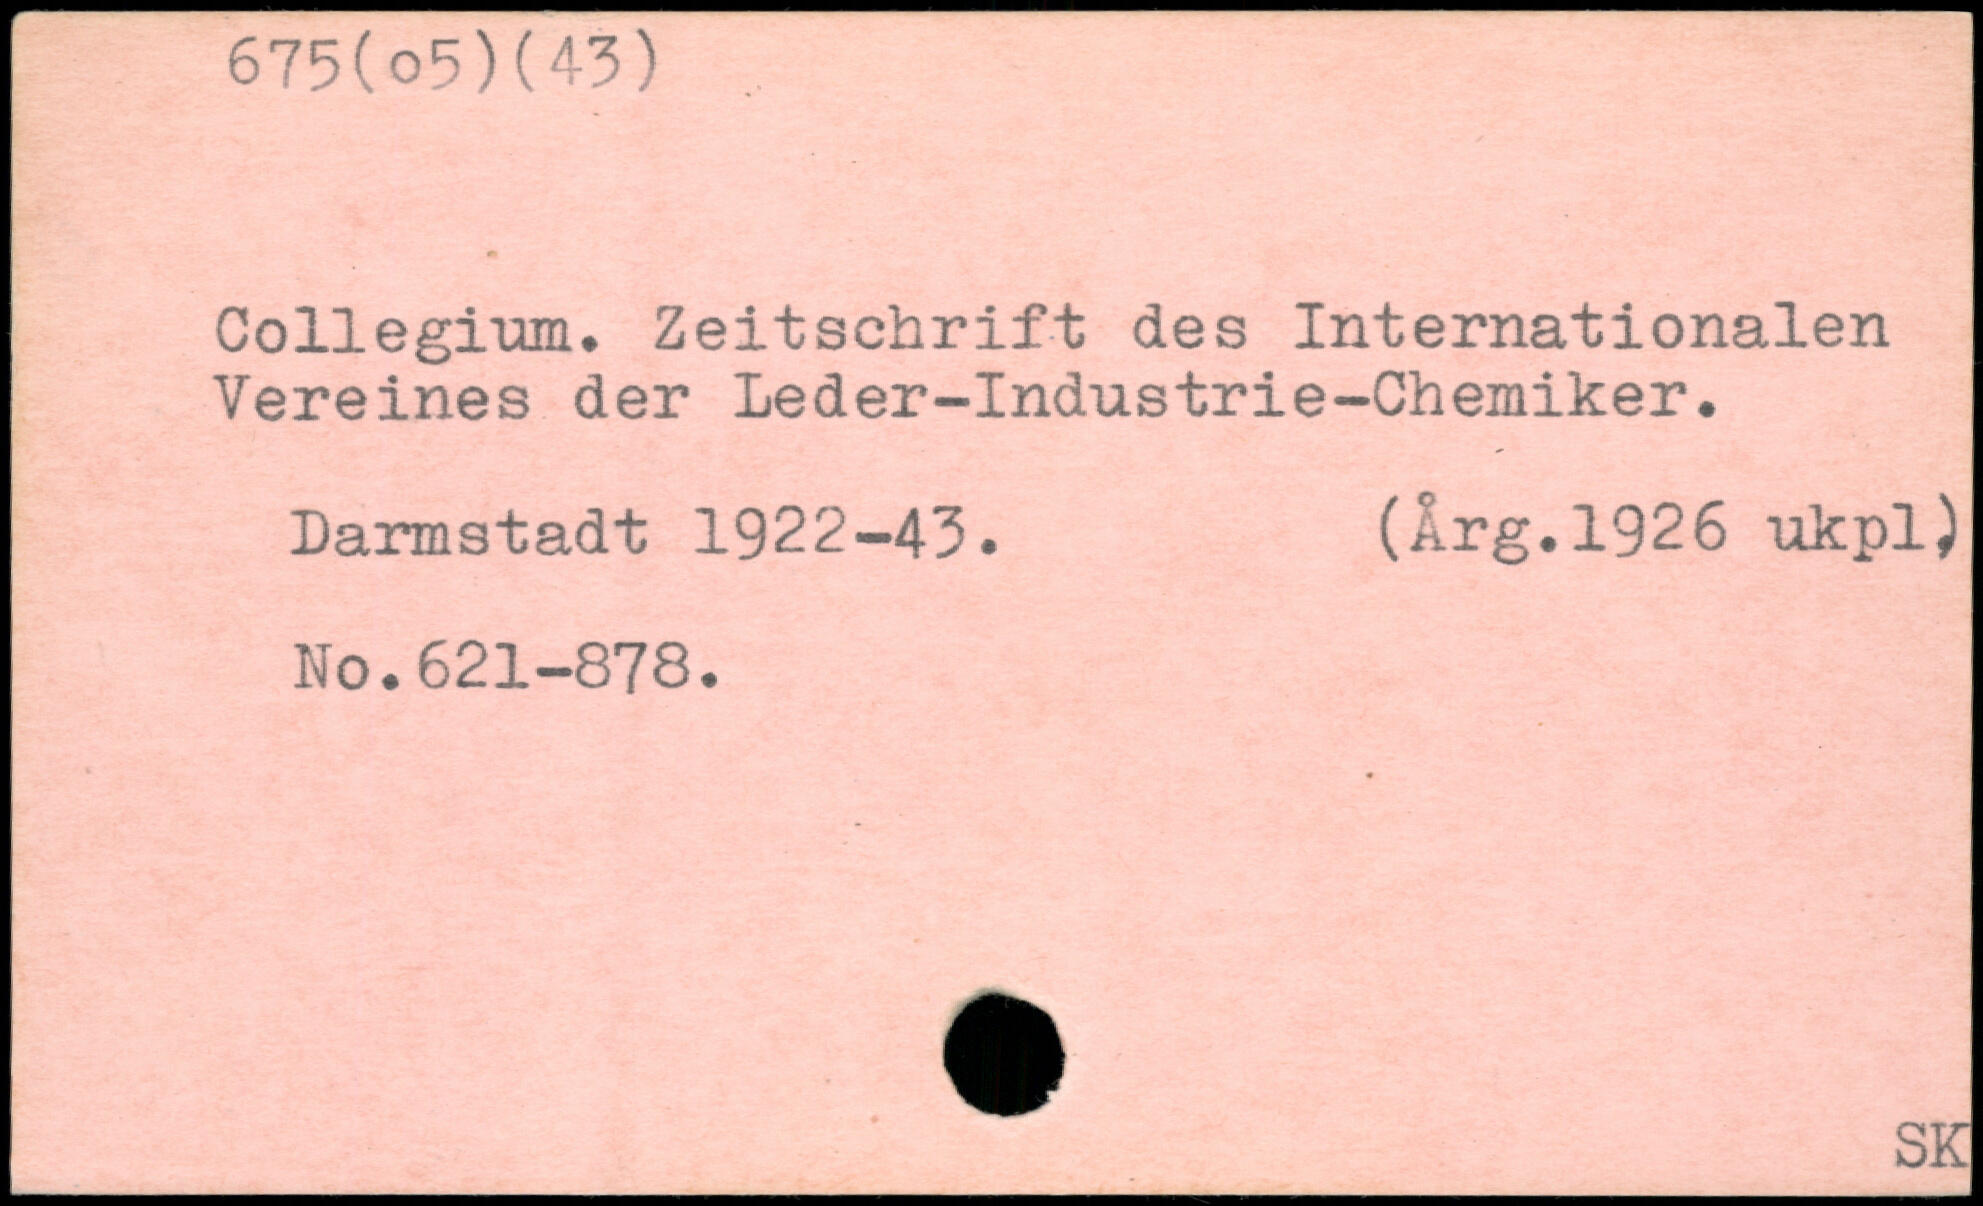 675(o5)(43)
Collegium. Zeitschrift des Internationalen
Vereines der Leder-Industrie-Chemiker.
Darmstadt 1922-43. (Årg.1926 ukpl.)
No.621-878.
SK